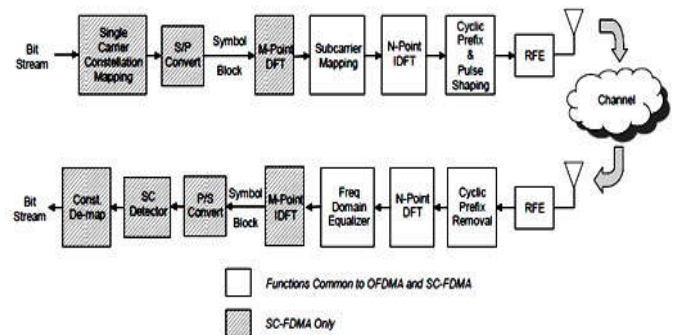 Bit
Stream
Single
Carrier
Constellation
Mapping
S/P
Convert
Symbol
Block
M-Point
DFT
Subcarrier
Mapping
N-Point
IDFT
Cyclic
Prefix
&
Pulse
Shaping
RFE
Channel
Bit
Stream
Const.
De-map
SC
Detector
P/S
Convert
Symbol
Block
M-Point
IDFT
Freq
Domain
Equalizer
N-Point
DFT
Cyclic
Prefix
Removal
RFE
Functions Common to OFDMA and SC-FDMA
SC-FDMA Only